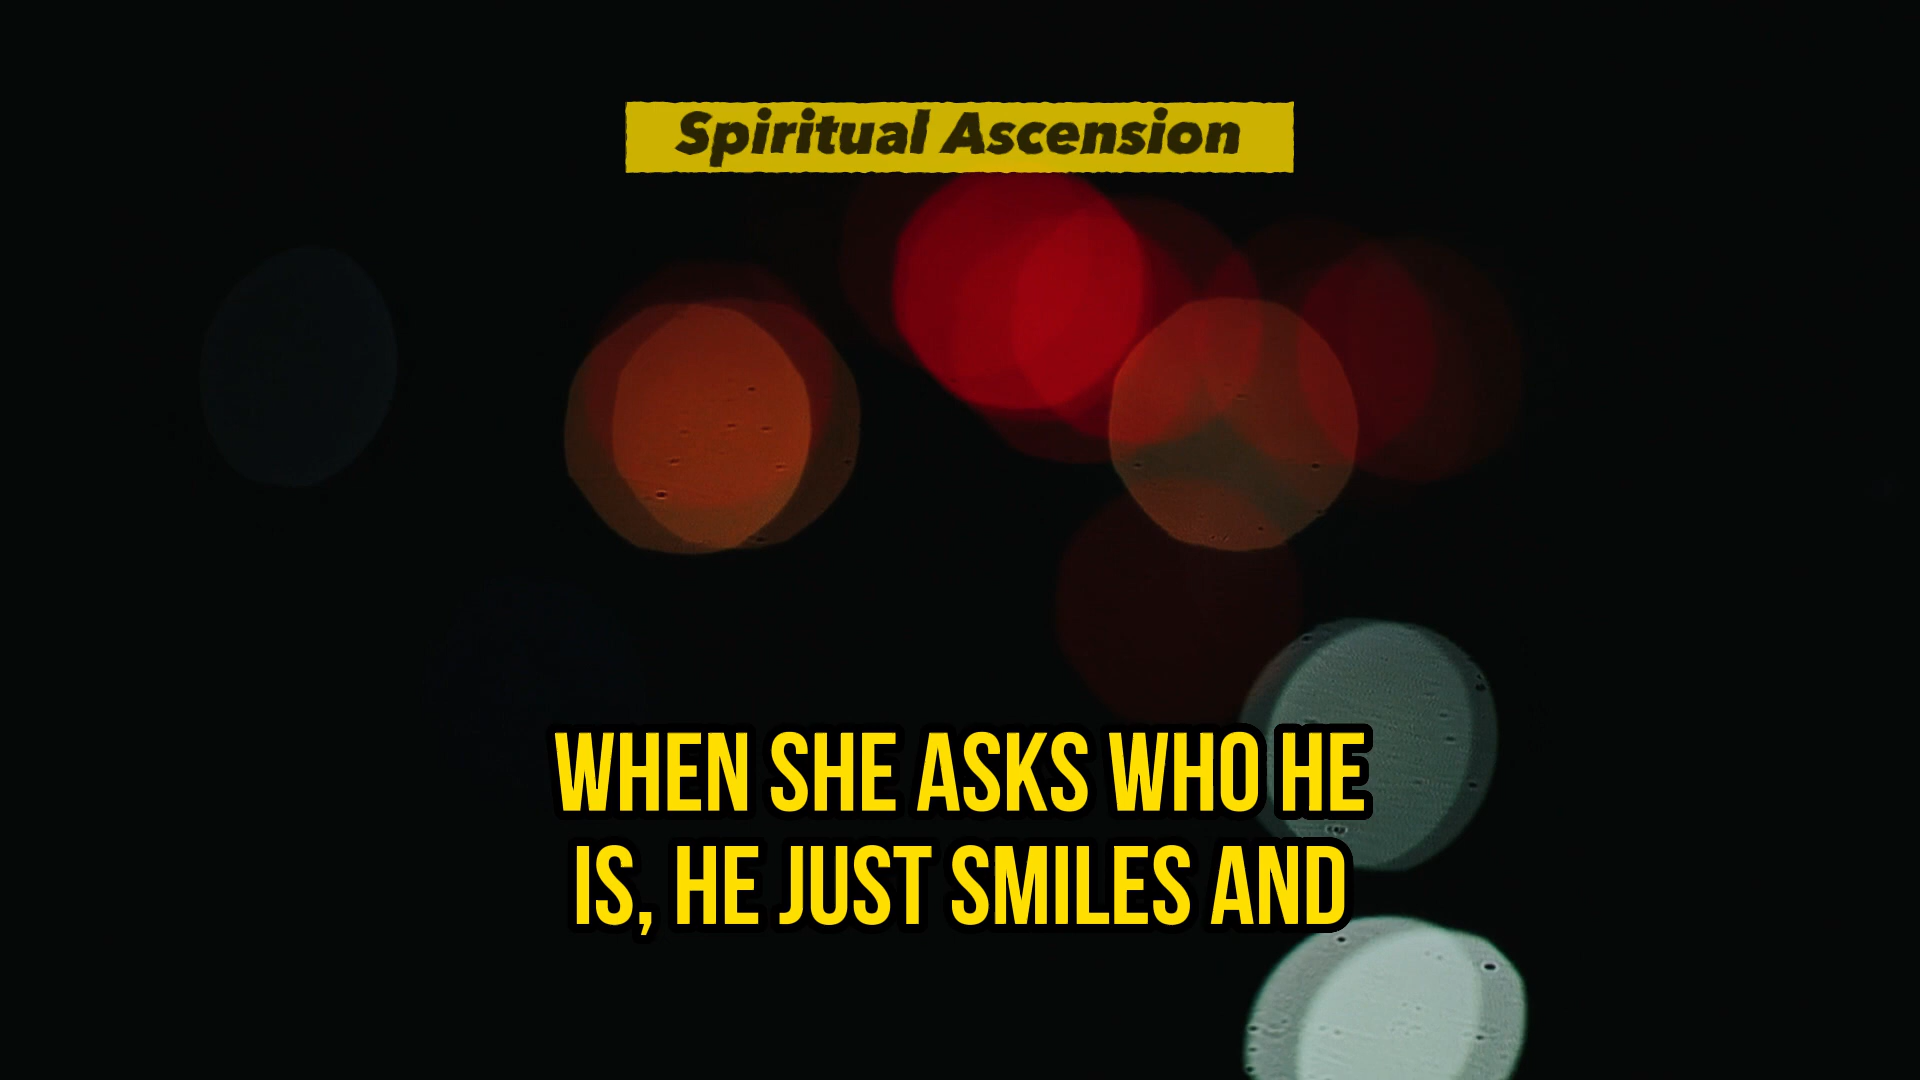 Spiritual Ascension
WHEN SHE ASKS WHO HE
IS, HE JUST SMILES AND